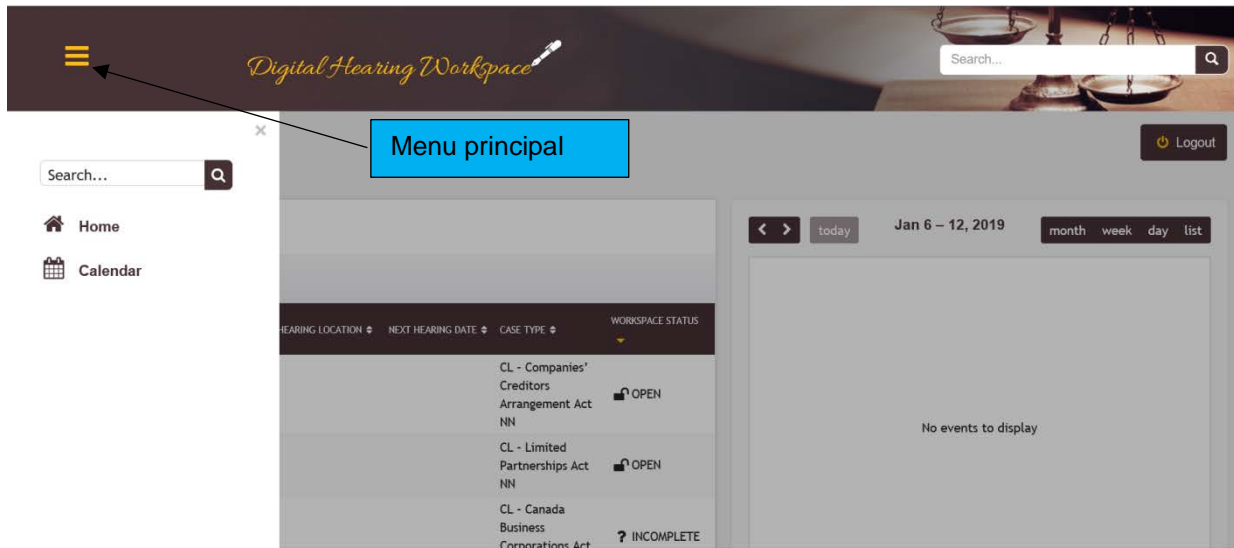 Digital Hearing Workspace
Search...
Menu principal
Logout
Search...
Home
Calendar
today
Jan 6 – 12, 2019
month week day list
HEARING LOCATION NEXT HEARING DATE CASE TYPE WORKSPACE STATUS
CL - Companies'
Creditors
Arrangement Act
NN
OPEN
CL - Limited
Partnerships Act
NN
OPEN
CL - Canada
Business
Corporations Act
? INCOMPLETE
No events to display